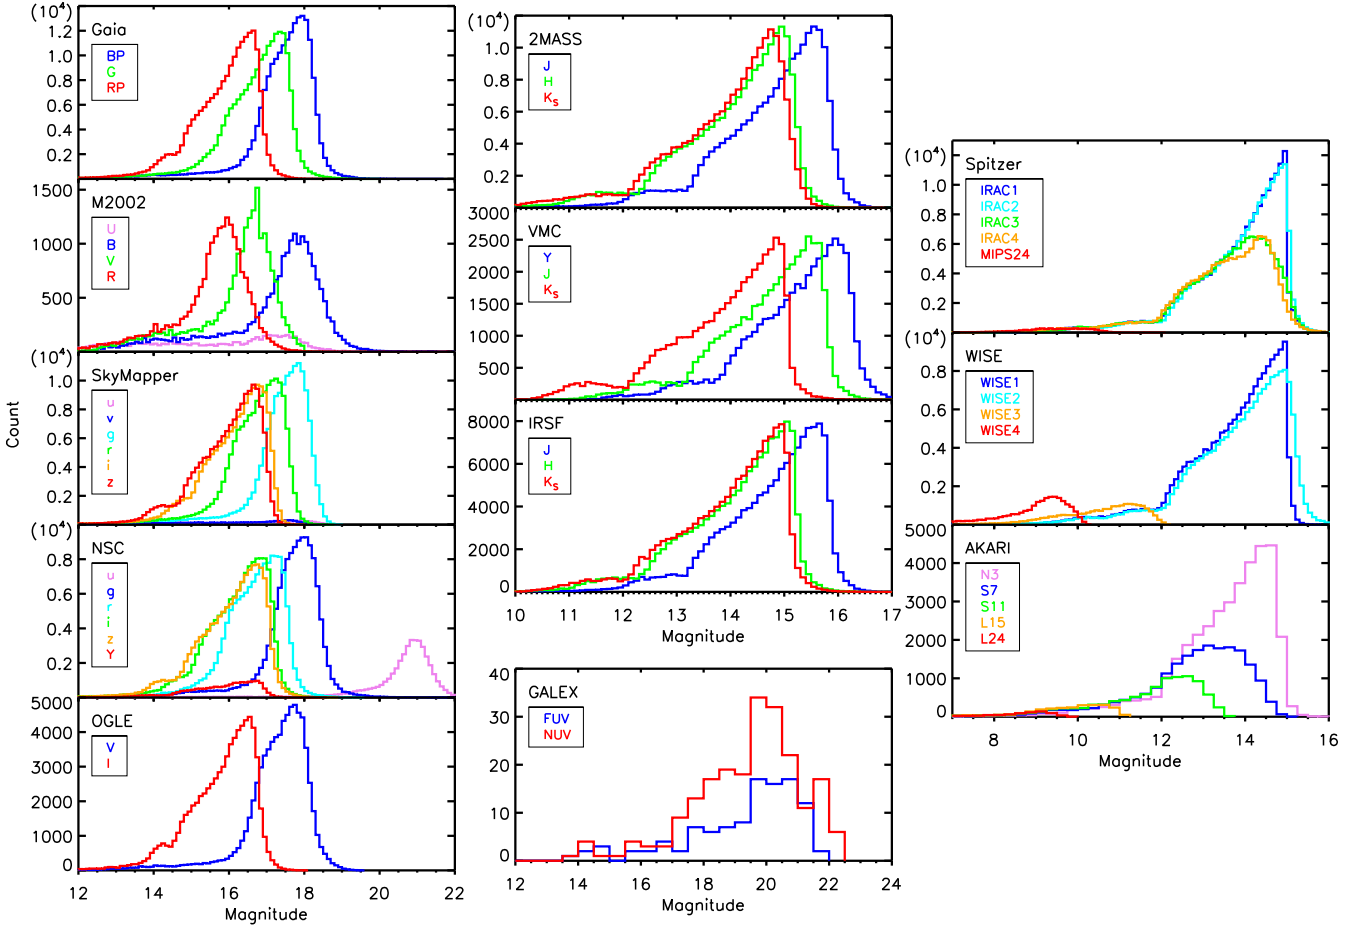 Count
(10⁴)
1.2
1.0
0.8
0.6
0.4
0.2
Gaia
BP
G
RP
1500
1000
500
M2002
U
B
V
R
(10⁴)
1.0
0.8
0.6
0.4
0.2
SkyMapper
u
v
g
r
i
z
(10⁴)
0.8
0.6
0.4
0.2
NSC
u
g
r
i
z
Y
5000
4000
3000
2000
1000
0
OGLE
V
I
12 14 16 18 20 22
Magnitude
(10⁴)
1.0
0.8
0.6
0.4
0.2
2MASS
J
H
Ks
3000
2500
2000
1500
1000
500
VMC
Y
J
Ks
8000
6000
4000
2000
0
IRSF
J
H
Ks
10 11 12 13 14 15 16 17
Magnitude
40
30
20
10
0
GALEX
FUV
NUV
12 14 16 18 20 22 24
Magnitude
(10⁴)
1.0
0.8
0.6
0.4
0.2
Spitzer
IRAC1
IRAC2
IRAC3
IRAC4
MIPS24
(10⁴)
0.8
0.6
0.4
0.2
WISE
WISE1
WISE2
WISE3
WISE4
5000
4000
3000
2000
1000
0
AKARI
N3
S7
S11
L15
L24
8 10 12 14 16
Magnitude